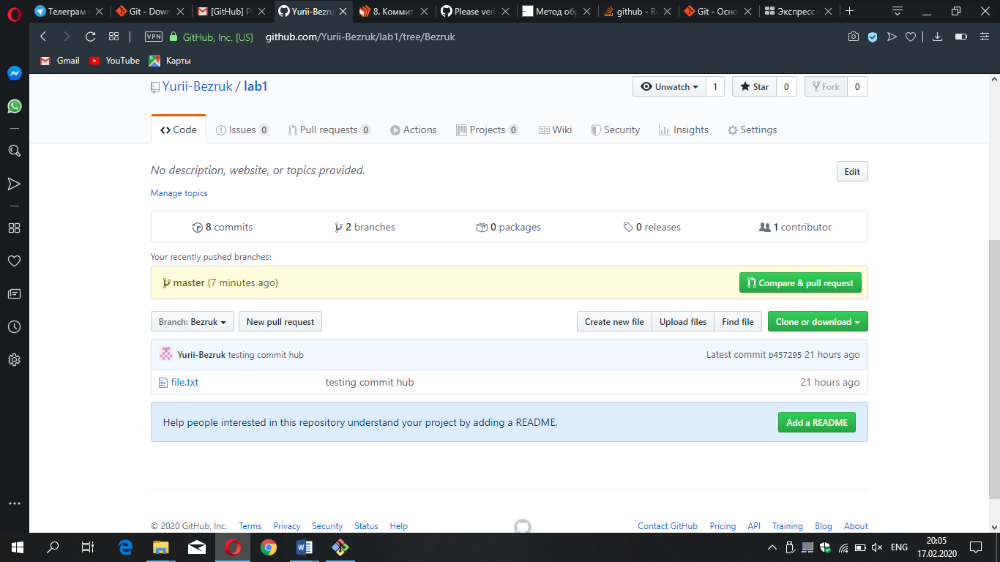 Телеграм
Git - Down
[GitHub] Pl
Yurii-Bezru
8. Коммит
Please veri
Метод об
github - Re
Git - Осно
Экспресс-
VPN
GitHub, Inc. [US]
github.com/Yurii-Bezruk/lab1/tree/Bezruk
Gmail
YouTube
Карты
Yurii-Bezruk / lab1
Unwatch 1
Star 0
Fork 0
Code
Issues 0
Pull requests 0
Actions
Projects 0
Wiki
Security
Insights
Settings
No description, website, or topics provided.
Edit
Manage topics
8 commits
2 branches
0 packages
0 releases
1 contributor
Your recently pushed branches:
master (7 minutes ago)
Compare & pull request
Branch: Bezruk
New pull request
Create new file
Upload files
Find file
Clone or download
Yurii-Bezruk testing commit hub
Latest commit b457295 21 hours ago
file.txt
testing commit hub
21 hours ago
Help people interested in this repository understand your project by adding a README.
Add a README
© 2020 GitHub, Inc.
Terms
Privacy
Security
Status
Help
Contact GitHub
Pricing
API
Training
Blog
About
ENG
20:05
17.02.2020